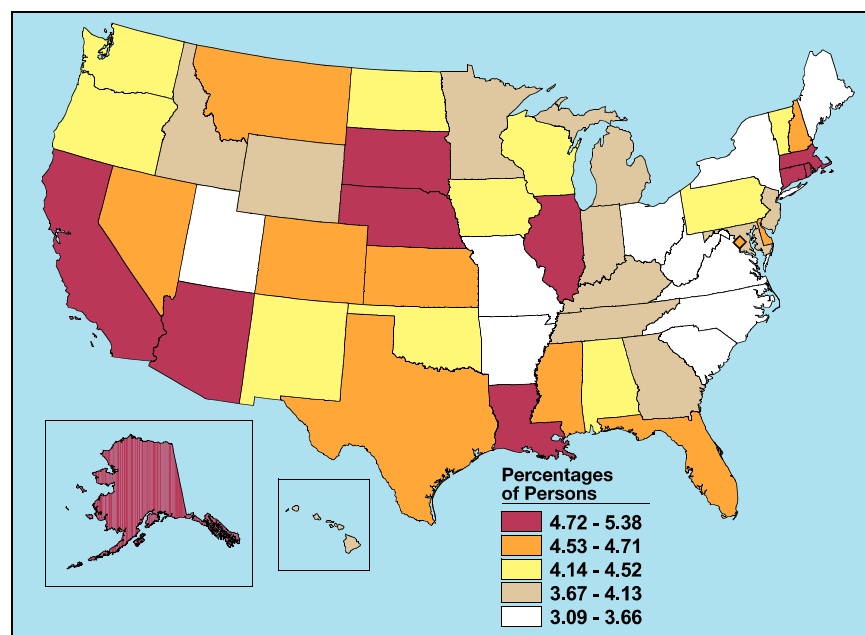 Percentages
of Persons
4.72 - 5.38
4.53 - 4.71
4.14 - 4.52
3.67 - 4.13
3.09 - 3.66